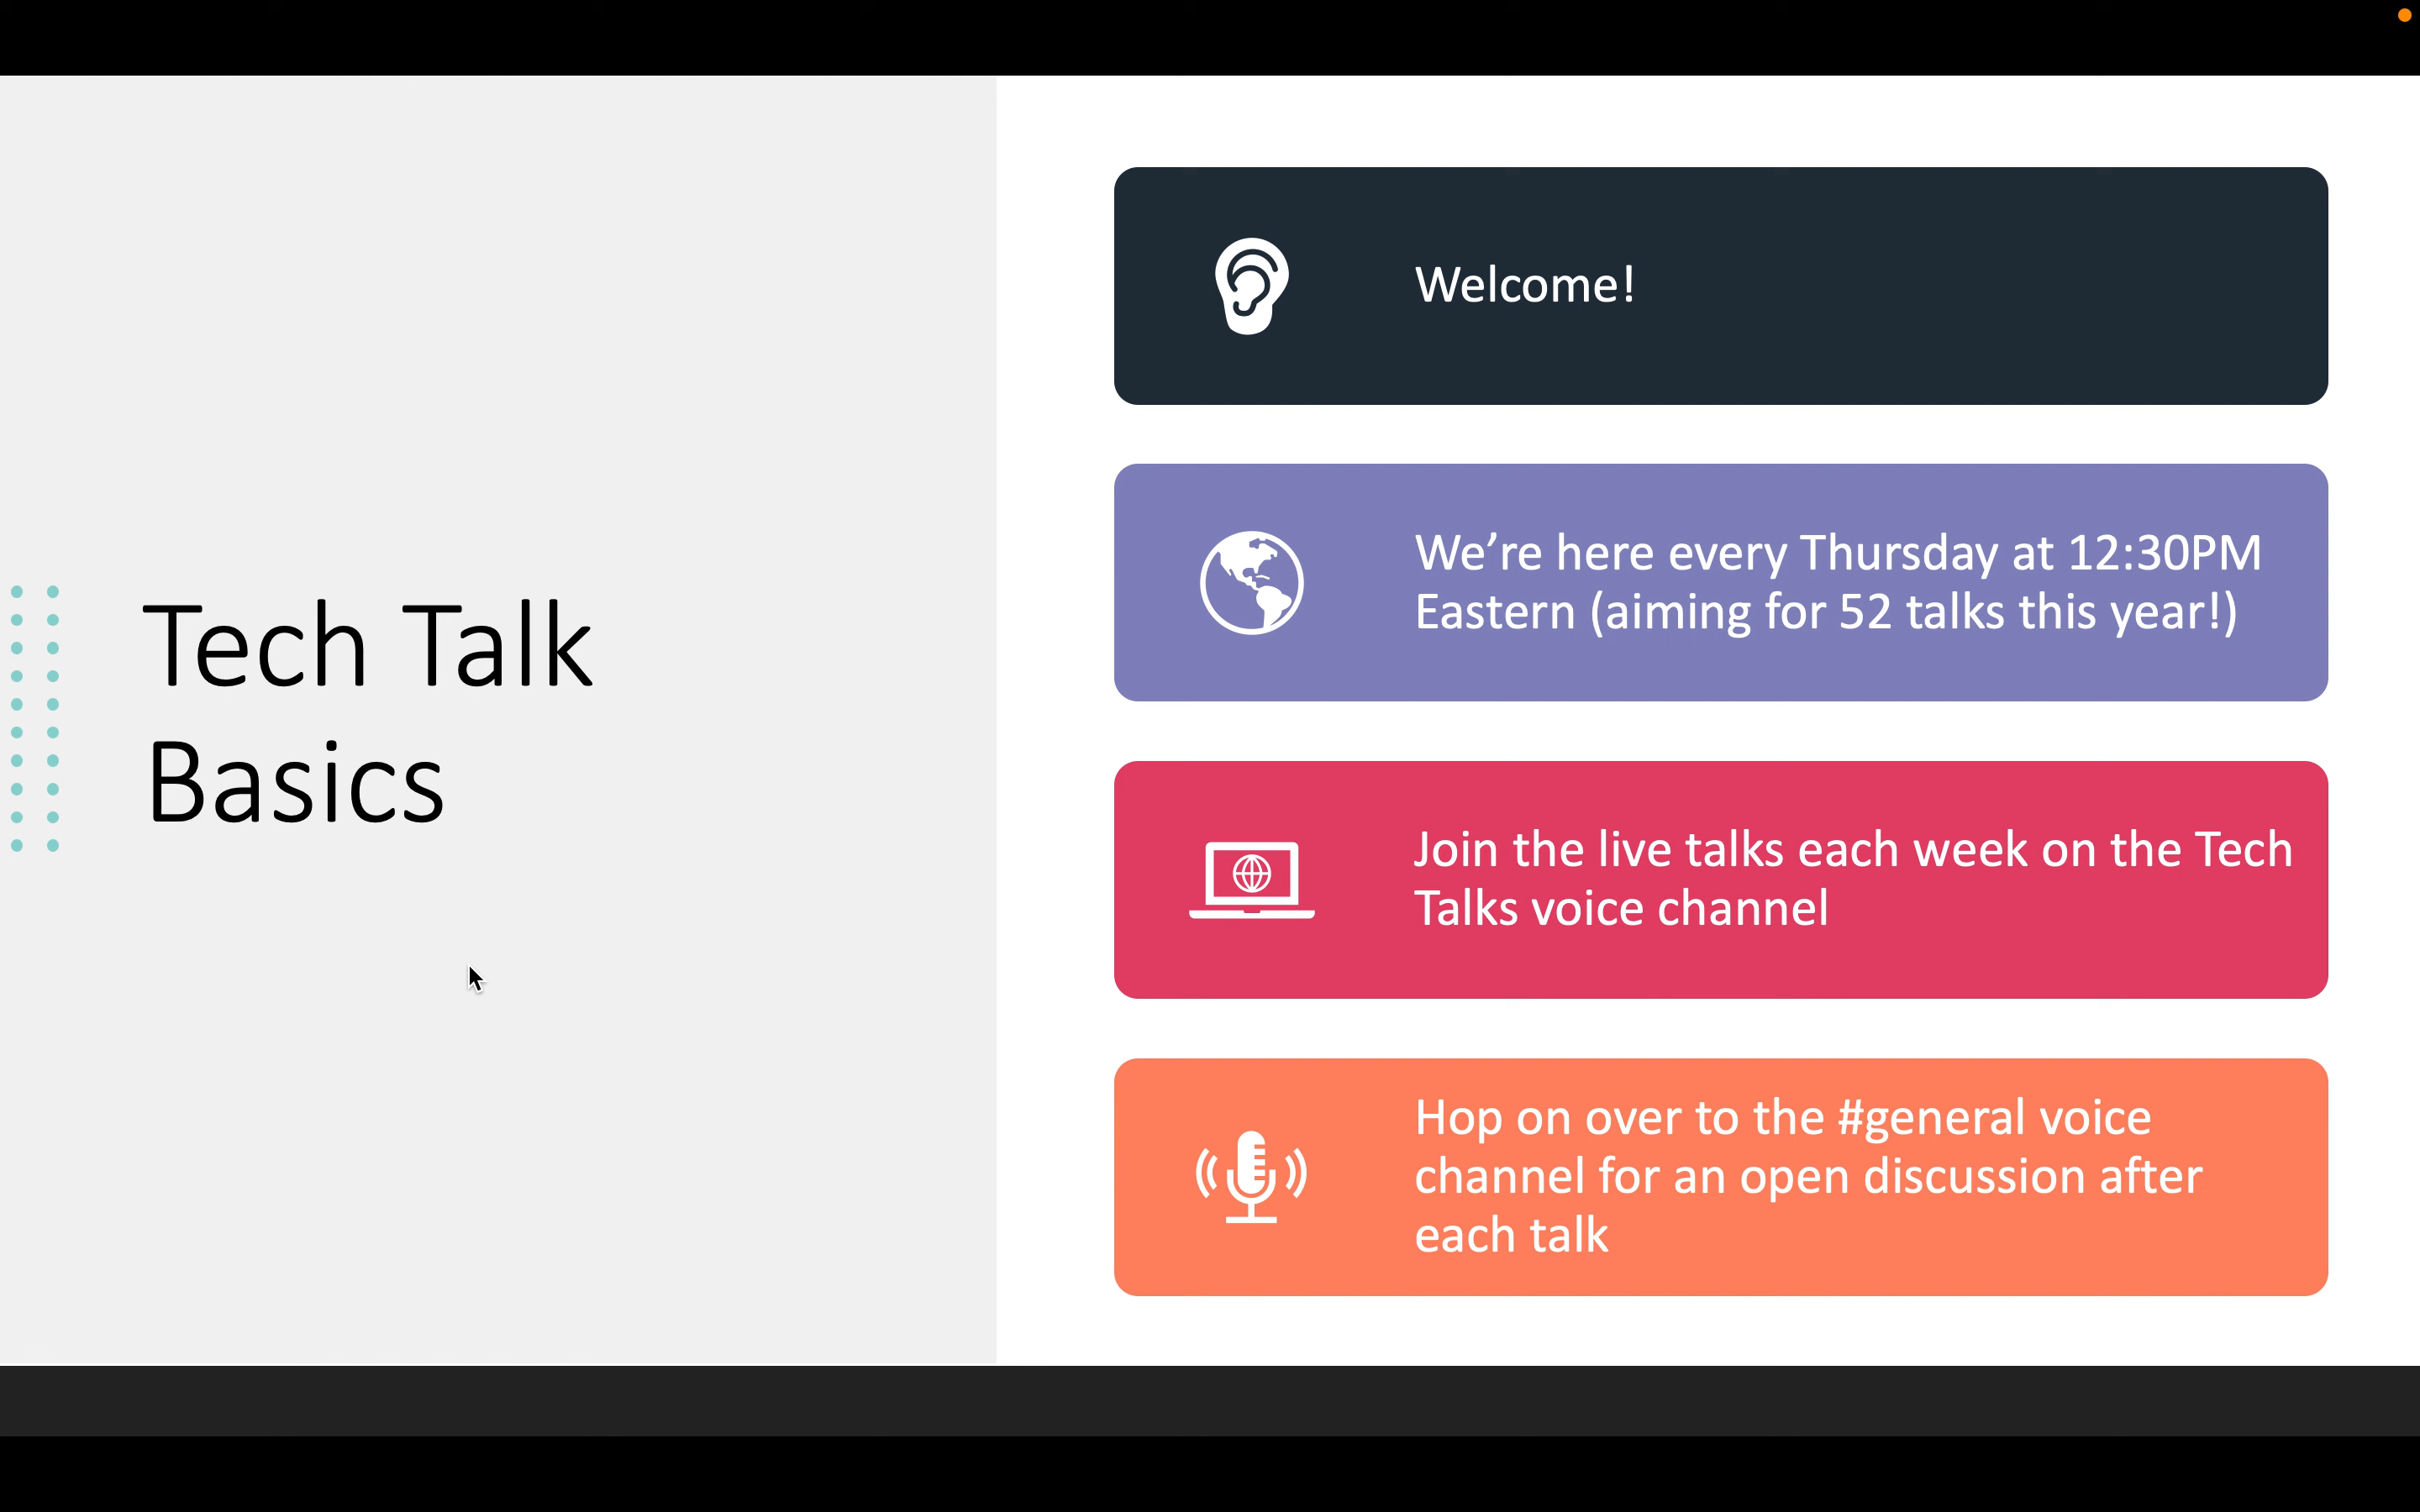 Tech Talk
Basics
Welcome!
We’re here every Thursday at 12:30PM
Eastern (aiming for 52 talks this year!)
Join the live talks each week on the Tech
Talks voice channel
Hop on over to the #general voice
channel for an open discussion after
each talk